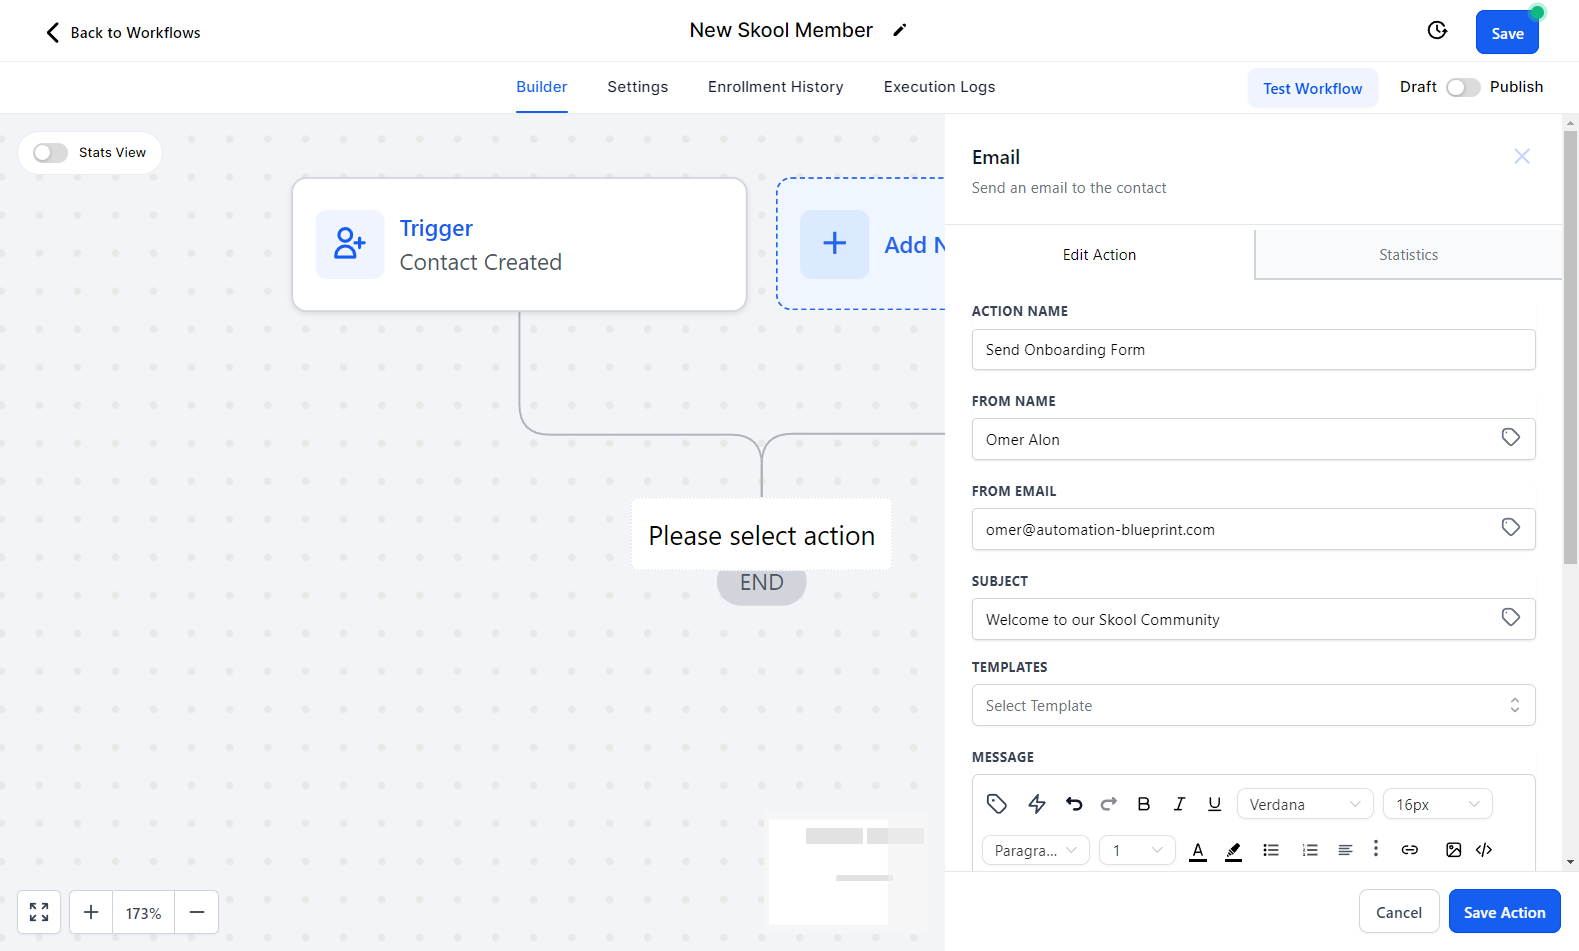 Back to Workflows
New Skool Member
Save
Builder
Settings
Enrollment History
Execution Logs
Test Workflow
Draft
Publish
Stats View
Trigger
Contact Created
Add N
Please select action
END
173%
Email
Send an email to the contact
Edit Action
Statistics
ACTION NAME
Send Onboarding Form
FROM NAME
Omer Alon
FROM EMAIL
omer@automation-blueprint.com
SUBJECT
Welcome to our Skool Community
TEMPLATES
Select Template
MESSAGE
B I U Verdana 16px
Paragra... 1 A
Cancel
Save Action